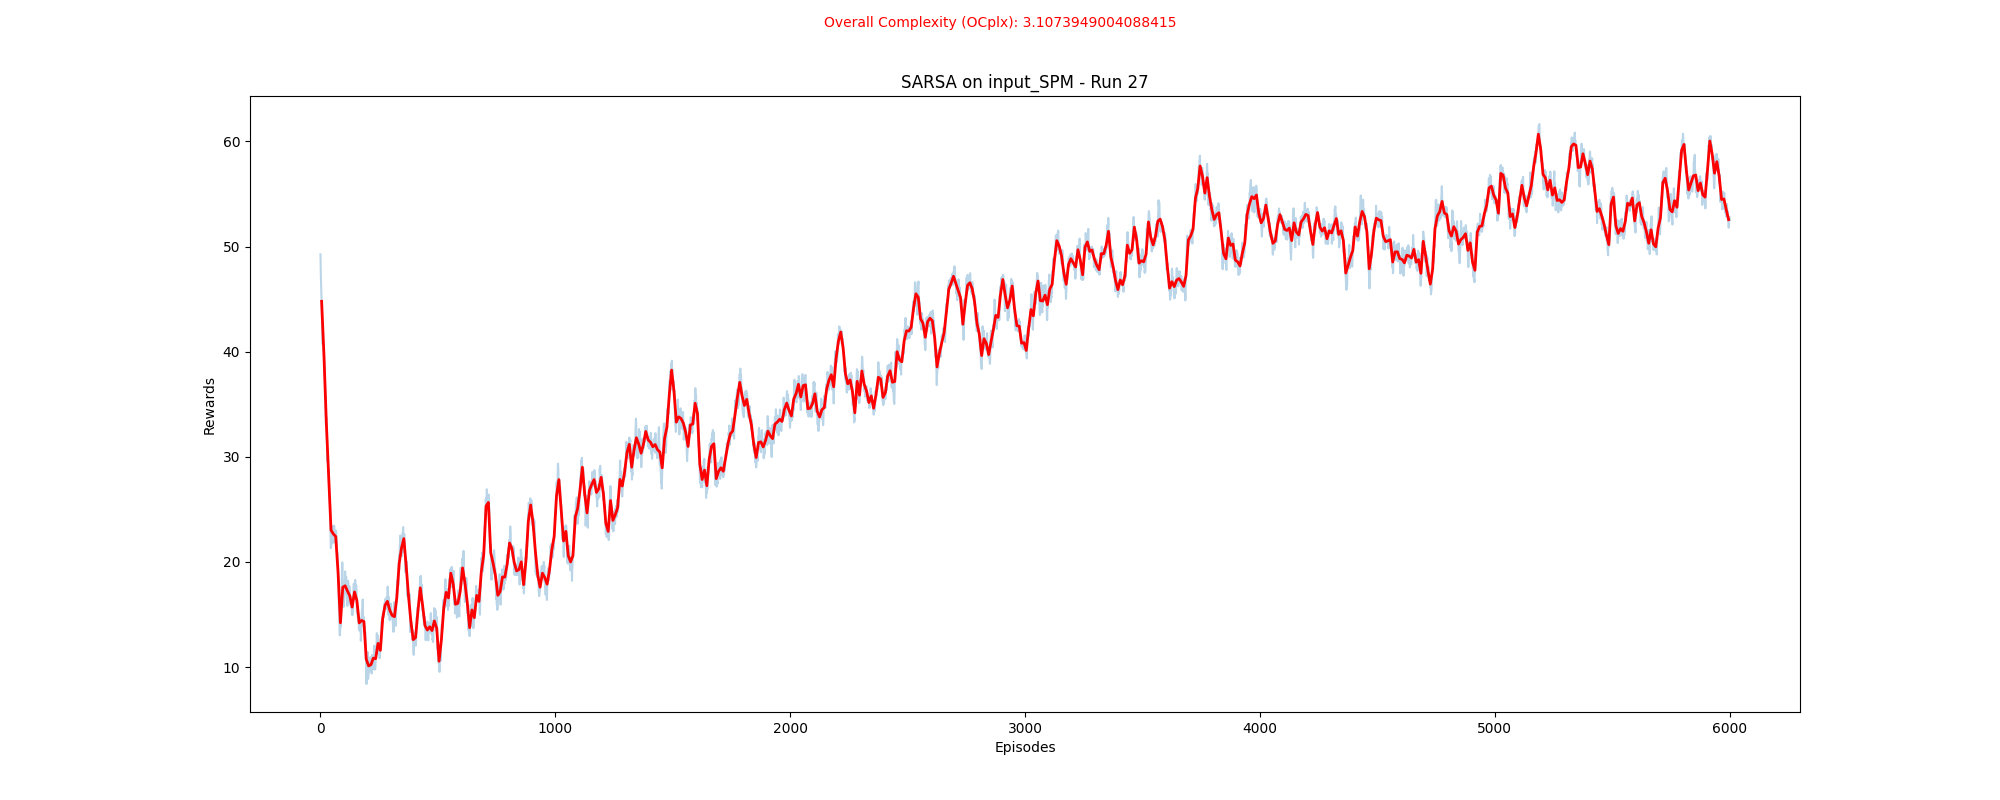 Overall Complexity (OCplx): 3.1073949004088415
SARSA on input_SPM - Run 27
60
50
40
30
20
10
Rewards
0 1000 2000 3000 4000 5000 6000
Episodes